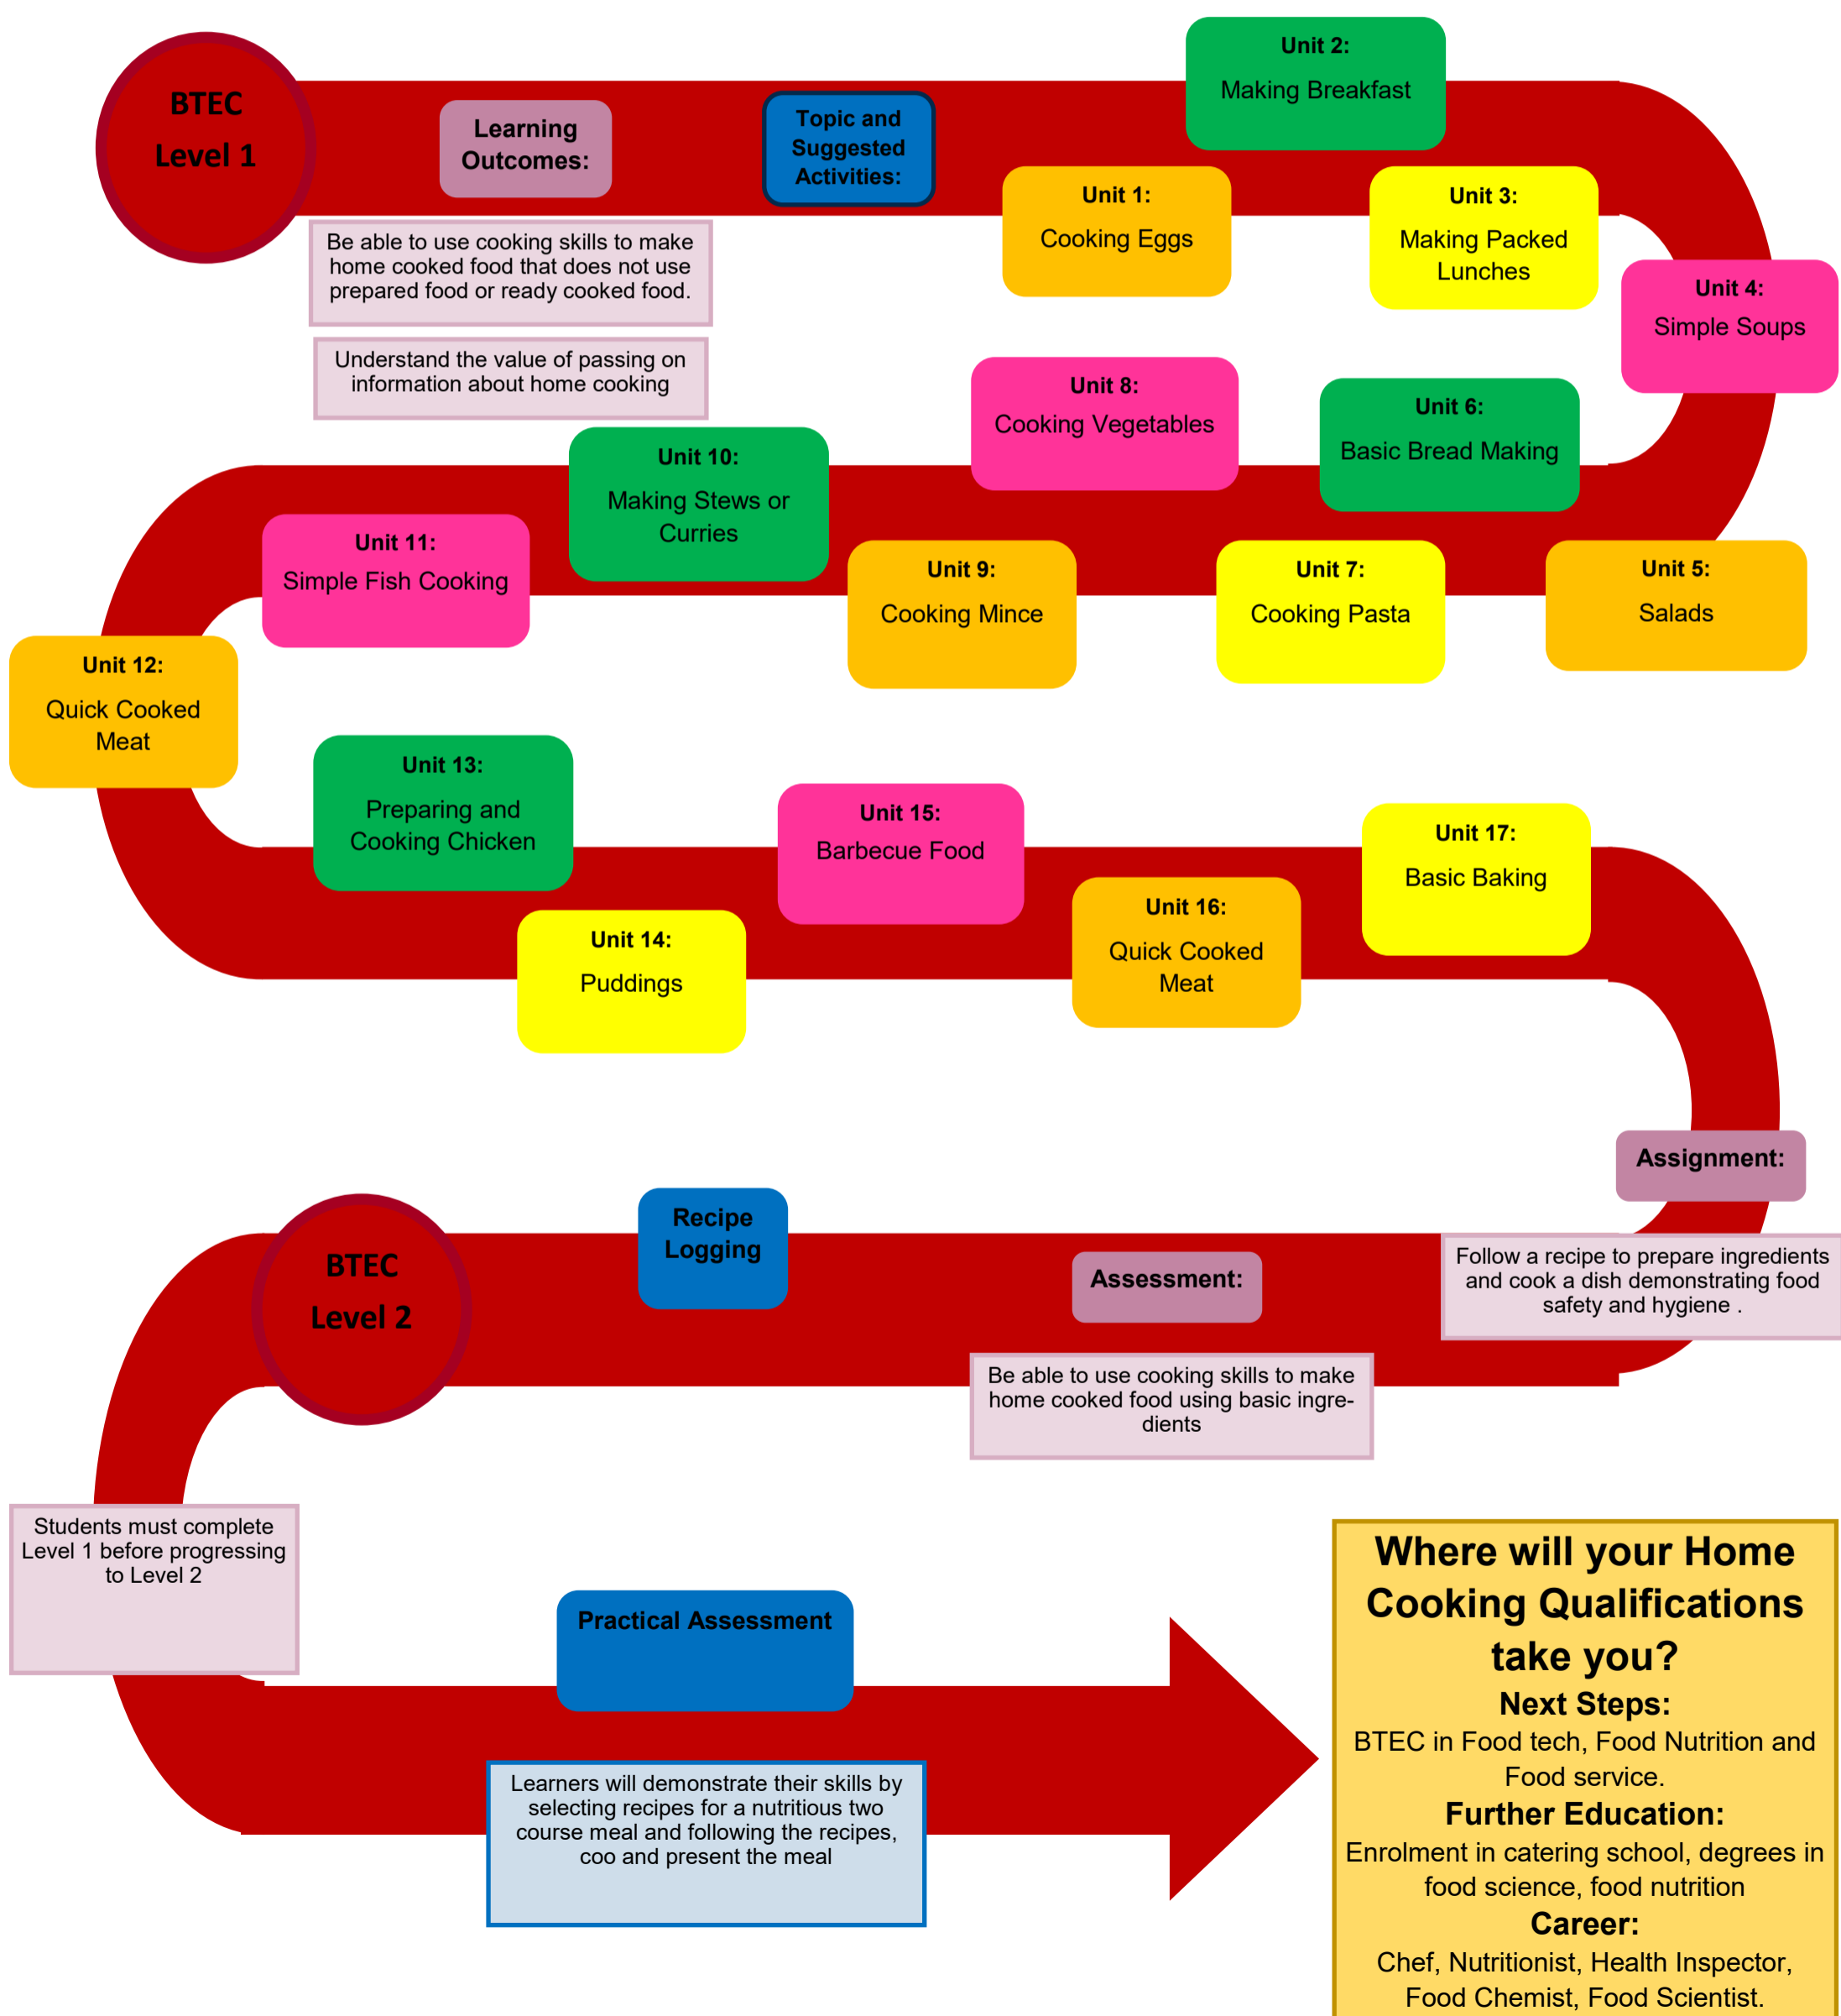 BTEC
Level 1
Learning
Outcomes:
Be able to use cooking skills to make
home cooked food that does not use
prepared food or ready cooked food.
Understand the value of passing on
information about home cooking
Topic and
Suggested
Activities:
Unit 1:
Cooking Eggs
Unit 2:
Making Breakfast
Unit 3:
Making Packed
Lunches
Unit 4:
Simple Soups
Unit 5:
Salads
Unit 6:
Basic Bread Making
Unit 7:
Cooking Pasta
Unit 8:
Cooking Vegetables
Unit 9:
Cooking Mince
Unit 10:
Making Stews or
Curries
Unit 11:
Simple Fish Cooking
Unit 12:
Quick Cooked
Meat
Unit 13:
Preparing and
Cooking Chicken
Unit 14:
Puddings
Unit 15:
Barbecue Food
Unit 16:
Quick Cooked
Meat
Unit 17:
Basic Baking
Assignment:
Follow a recipe to prepare ingredients
and cook a dish demonstrating food
safety and hygiene .
Assessment:
Be able to use cooking skills to make
home cooked food using basic ingre-
dients
Recipe
Logging
BTEC
Level 2
Students must complete
Level 1 before progressing
to Level 2
Practical Assessment
Learners will demonstrate their skills by
selecting recipes for a nutritious two
course meal and following the recipes,
coo and present the meal
Where will your Home
Cooking Qualifications
take you?
Next Steps:
BTEC in Food tech, Food Nutrition and
Food service.
Further Education:
Enrolment in catering school, degrees in
food science, food nutrition
Career:
Chef, Nutritionist, Health Inspector,
Food Chemist, Food Scientist.